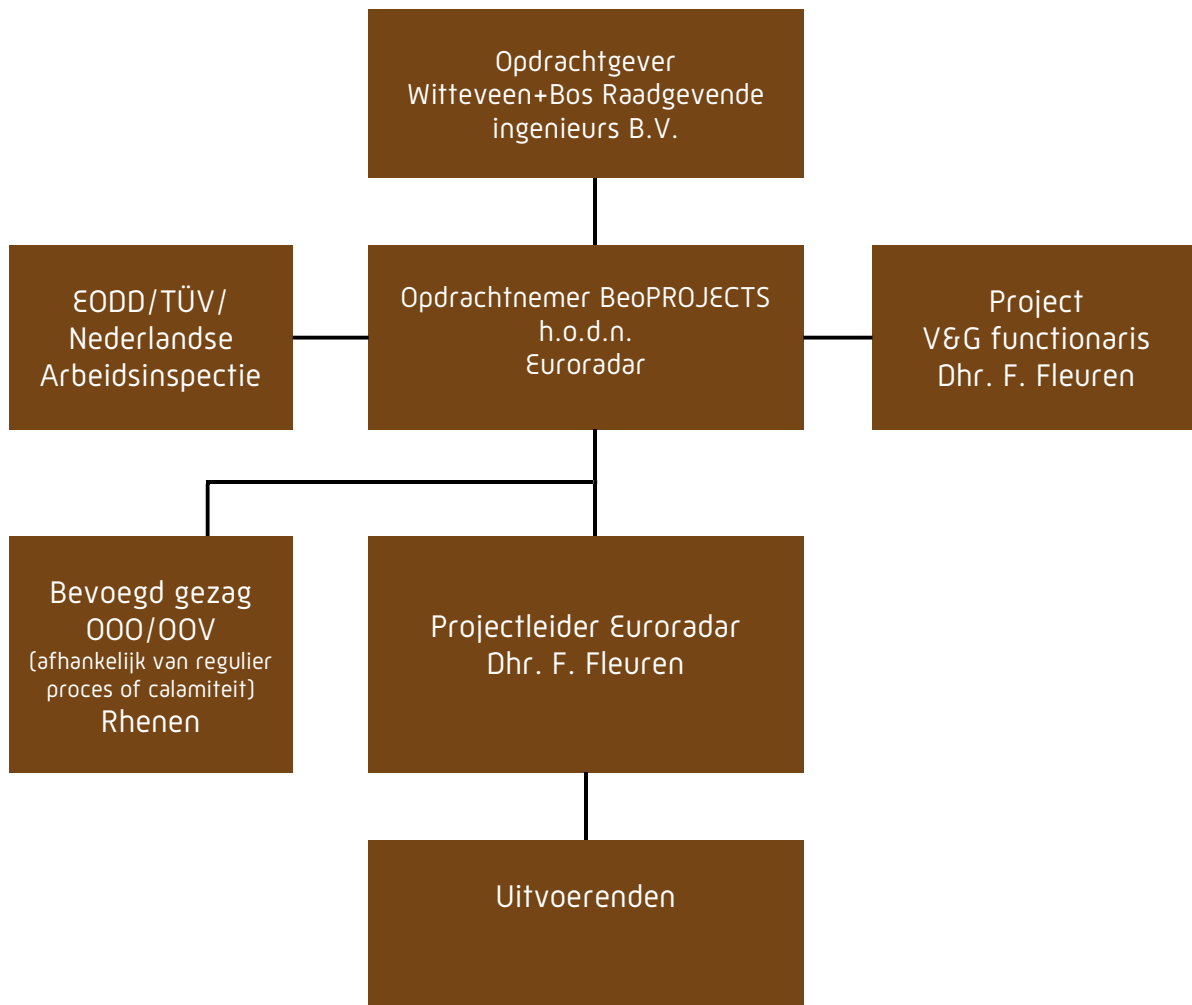 Opdrachtgever
Witteveen+Bos Raadgevende
ingenieurs B.V.
EODD/TÜV/
Nederlandse
Arbeidsinspectie
Opdrachtnemer BeoPROJECTS
h.o.d.n.
Euroradar
Project
V&G functionaris
Dhr. F. Fleuren
Bevoegd gezag
OOO/OOV
(afhankelijk van regulier
proces of calamiteit)
Rhenen
Projectleider Euroradar
Dhr. F. Fleuren
Uitvoerenden